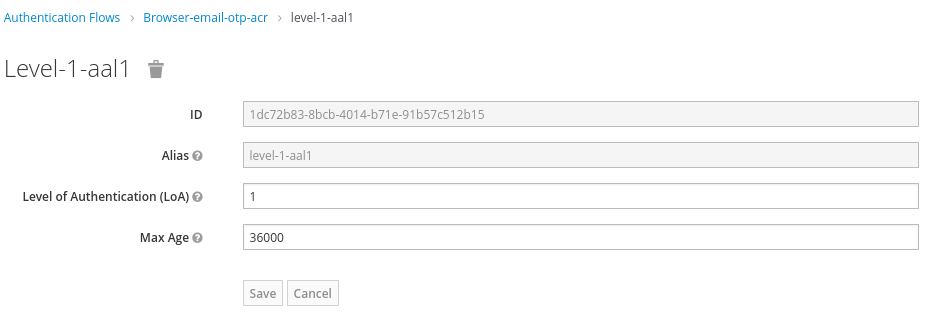 Authentication Flows > Browser-email-otp-acr > level-1-aal1
Level-1-aal1
ID 1dc72b83-8bcb-4014-b71e-91b57c512b15
Alias ? level-1-aal1
Level of Authentication (LoA) ? 1
Max Age ? 36000
Save Cancel